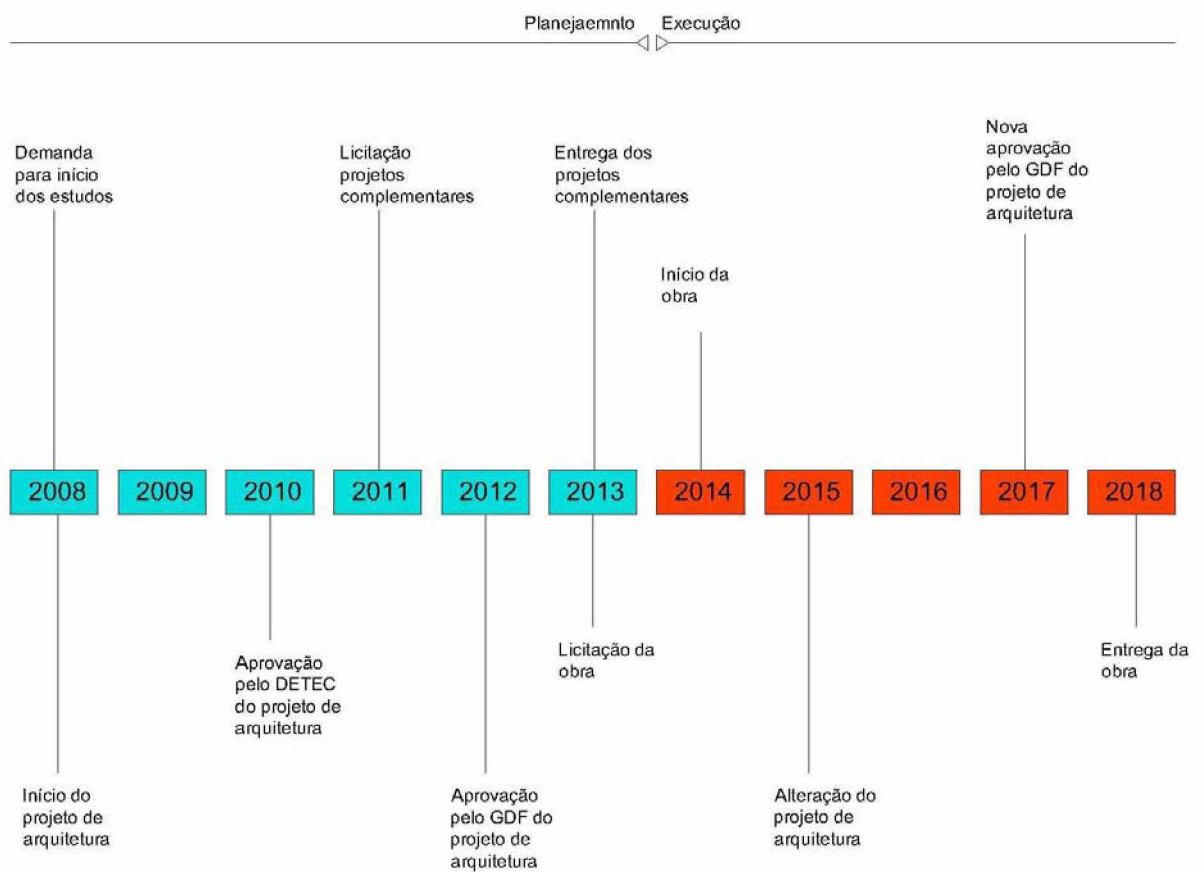 Planejaemnto
Execução
Demanda
para início
dos estudos
Licitação
projetos
complementares
Entrega dos
projetos
complementares
Início da
obra
Nova
aprovação
pelo GDF do
projeto de
arquitetura
2008
2009
2010
2011
2012
2013
2014
2015
2016
2017
2018
Início do
projeto de
arquitetura
Aprovação
pelo DETEC
do projeto de
arquitetura
Aprovação
pelo GDF do
projeto de
arquitetura
Licitação da
obra
Alteração do
projeto de
arquitetura
Entrega da
obra